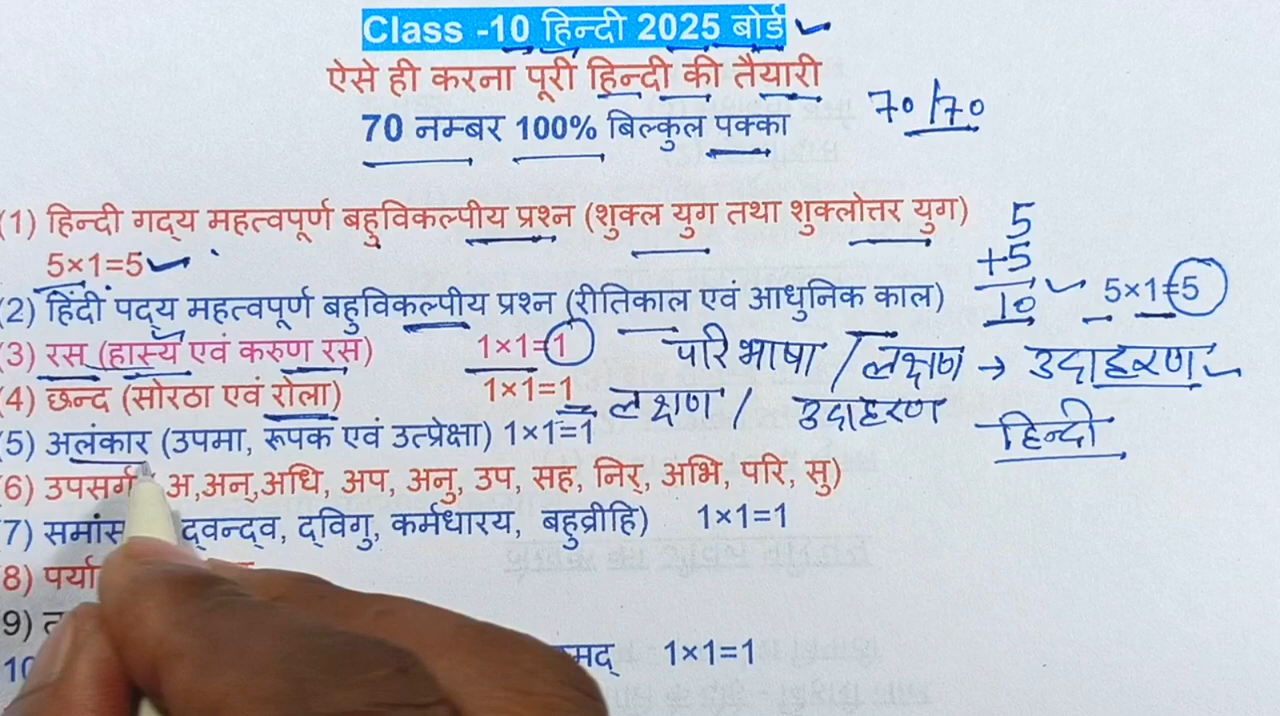 Class -10 हिन्दी 2025 बोर्ड
ऐसे ही करना पूरी हिन्दी की तैयारी
70 नम्बर 100% बिल्कुल पक्का 70/70
(1) हिन्दी गद्य महत्वपूर्ण बहुविकल्पीय प्रश्न (शुक्ल युग तथा शुक्लोत्तर युग) 5
5×1=5 +5
(2) हिंदी पद्य महत्वपूर्ण बहुविकल्पीय प्रश्न (रीतिकाल एवं आधुनिक काल) 10 5×1=5
(3) रस (हास्य एवं करुण रस) 1×1=1 परिभाषा / लक्षण → उदाहरण
(4) छन्द (सोरठा एवं रोला) 1×1=1 लक्षण / उदाहरण हिन्दी
(5) अलंकार (उपमा, रूपक एवं उत्प्रेक्षा) 1×1=1
(6) उपसर्ग अ,अन्,अधि, अप, अनु, उप, सह, निर्, अभि, परि, सु)
7) समास द्वन्द्व, द्विगु, कर्मधारय, बहुव्रीहि) 1×1=1
8) पर्या
9)
10 1×1=1